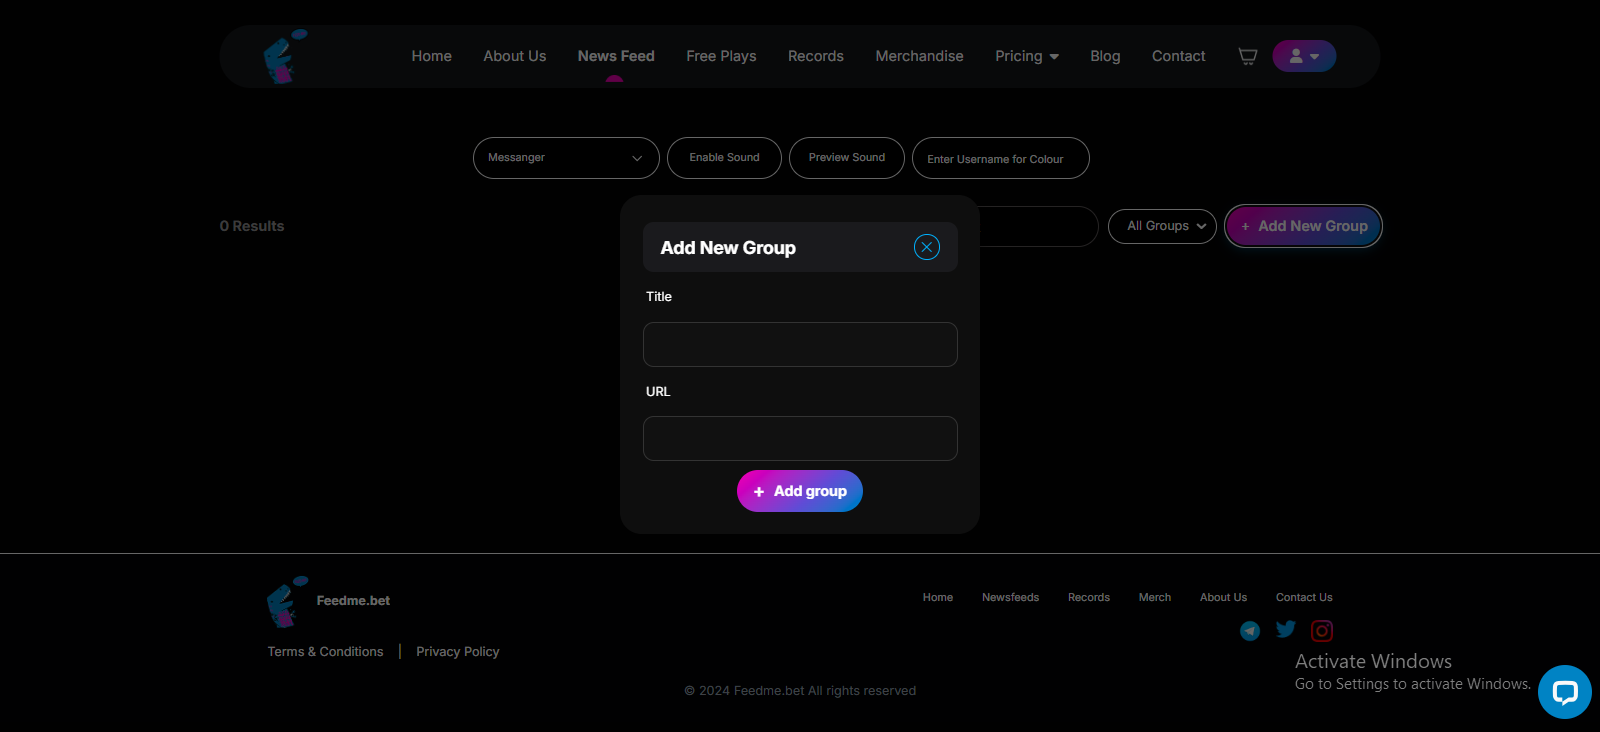 Home About Us News Feed Free Plays Records Merchandise Pricing Blog Contact
Messanger Enable Sound Preview Sound Enter Username for Colour
0 Results All Groups + Add New Group
Add New Group
Title
URL
+ Add group
Feedme.bet
Home Newsfeeds Records Merch About Us Contact Us
Terms & Conditions | Privacy Policy
Activate Windows
Go to Settings to activate Windows.
© 2024 Feedme.bet All rights reserved